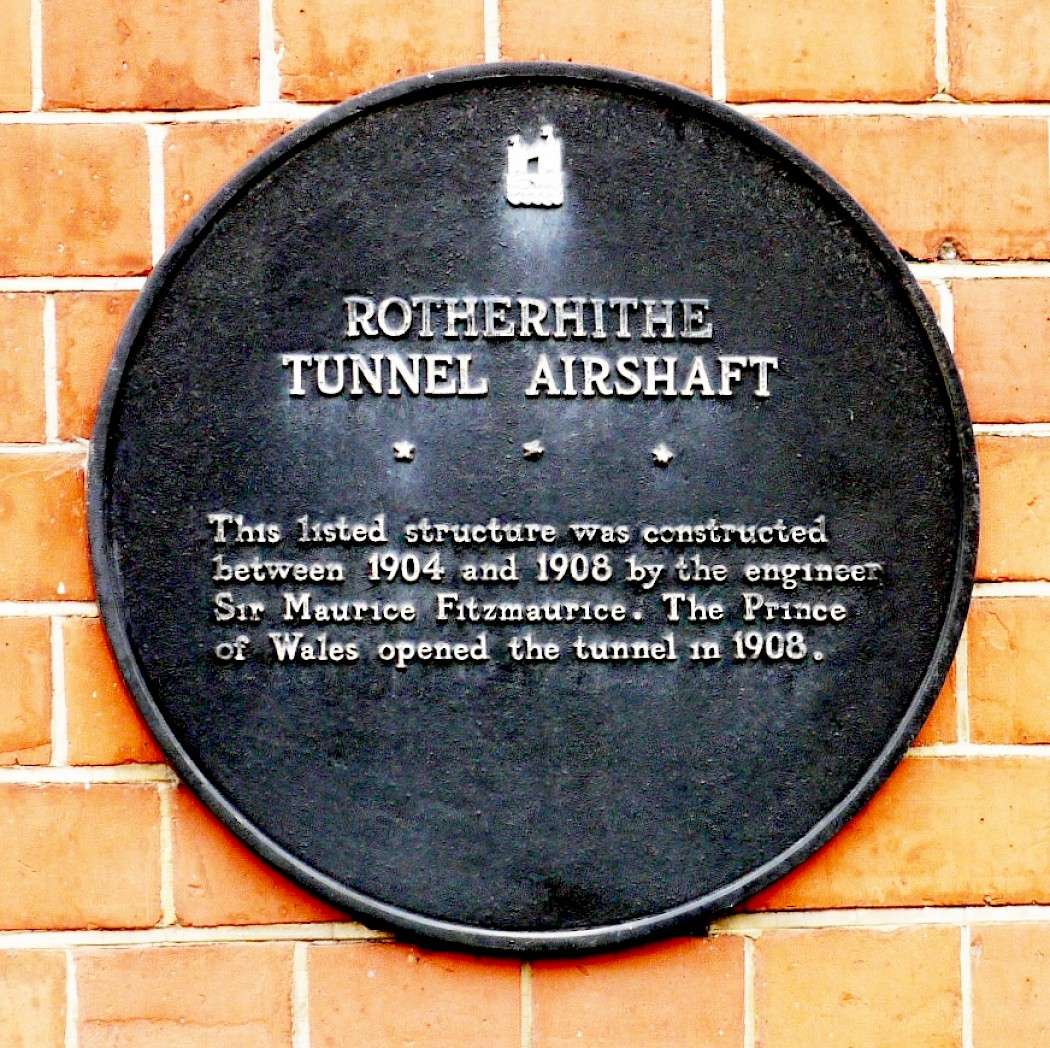 ROTHERHITHE
TUNNEL AIRSHAFT
This listed structure was constructed
between 1904 and 1908 by the engineer
Sir Maurice Fitzmaurice. The Prince
of Wales opened the tunnel in 1908.